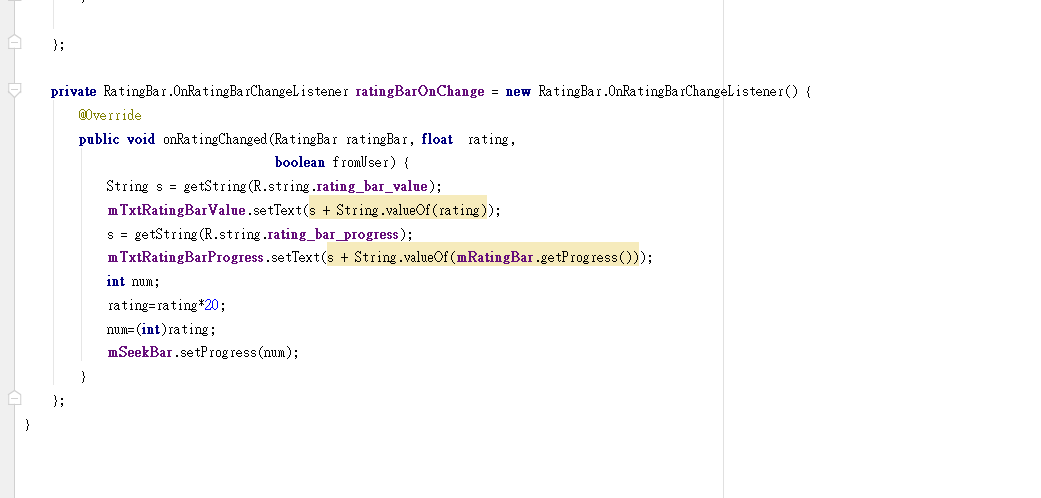 };
private RatingBar.OnRatingBarChangeListener ratingBarOnChange = new RatingBar.OnRatingBarChangeListener() {
@Override
public void onRatingChanged(RatingBar ratingBar, float  rating,
boolean fromUser) {
String s = getString(R.string.rating_bar_value);
mTxtRatingBarValue.setText(s + String.valueOf(rating));
s = getString(R.string.rating_bar_progress);
mTxtRatingBarProgress.setText(s + String.valueOf(mRatingBar.getProgress()));
int num;
rating=rating*20;
num=(int)rating;
mSeekBar.setProgress(num);
}
};
}